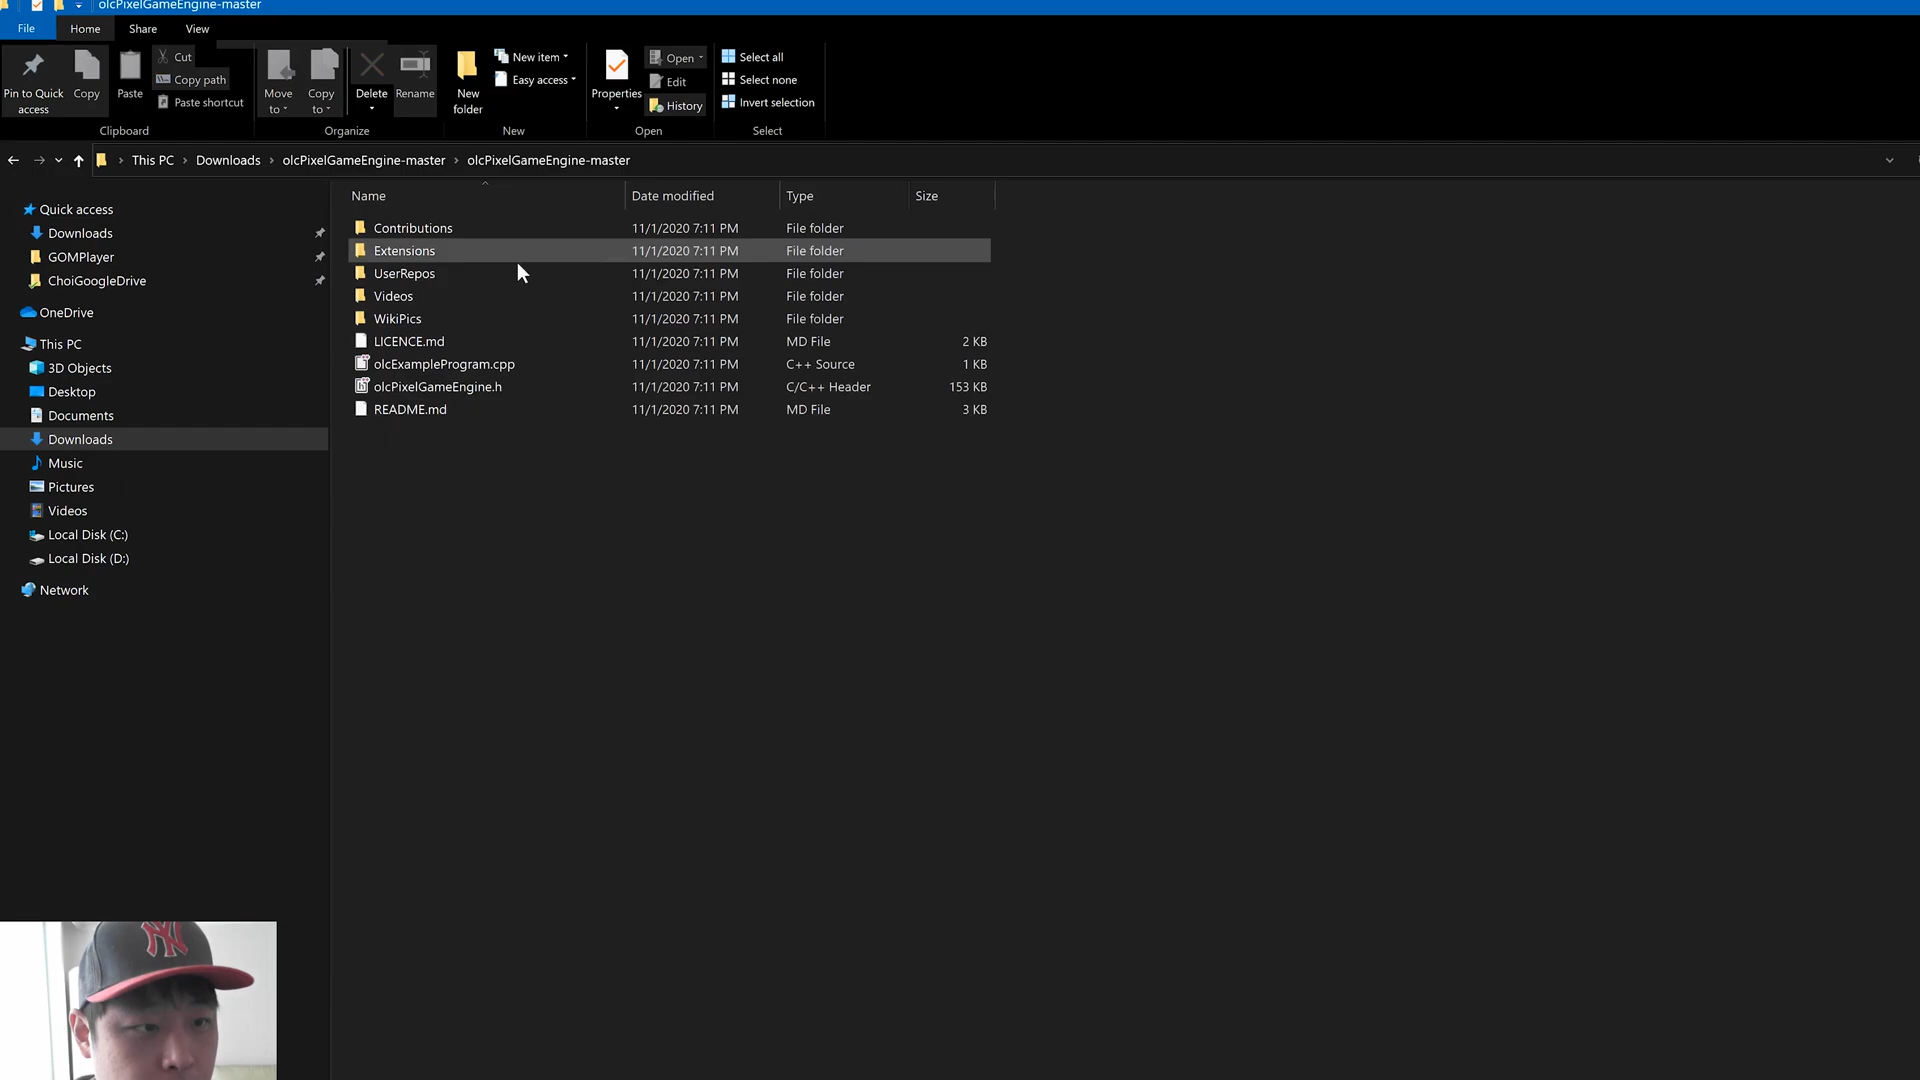 olcPixelGameEngine-master
File Home Share View
Pin to Quick access
Copy
Paste
Cut
Copy path
Paste shortcut
Clipboard
Move to
Copy to
Delete
Rename
Organize
New folder
New item
Easy access
New
Properties
Open
Edit
History
Open
Select all
Select none
Invert selection
Select
This PC Downloads olcPixelGameEngine-master olcPixelGameEngine-master
Quick access
Downloads
GOMPlayer
ChoiGoogleDrive
OneDrive
This PC
3D Objects
Desktop
Documents
Downloads
Music
Pictures
Videos
Local Disk (C:)
Local Disk (D:)
Network
Name Date modified Type Size
Contributions 11/1/2020 7:11 PM File folder
Extensions 11/1/2020 7:11 PM File folder
UserRepos 11/1/2020 7:11 PM File folder
Videos 11/1/2020 7:11 PM File folder
WikiPics 11/1/2020 7:11 PM File folder
LICENCE.md 11/1/2020 7:11 PM MD File 2 KB
olcExampleProgram.cpp 11/1/2020 7:11 PM C++ Source 1 KB
olcPixelGameEngine.h 11/1/2020 7:11 PM C/C++ Header 153 KB
README.md 11/1/2020 7:11 PM MD File 3 KB
NY